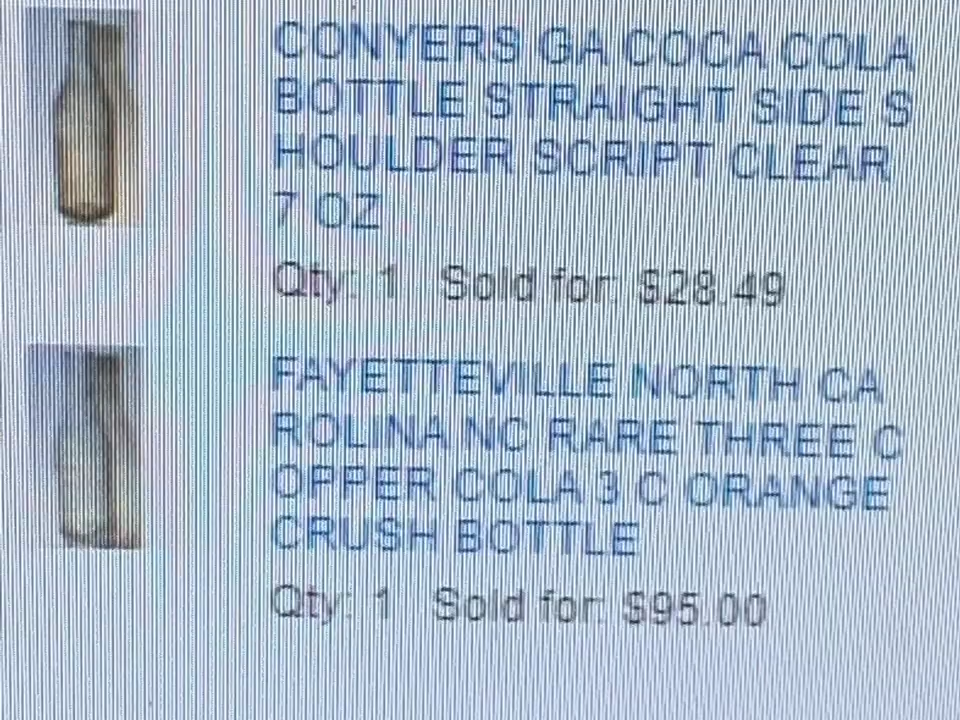 CONYERS GA COCA COLA
BOTTLE STRAIGHT SIDE S
HOULDER SCRIPT CLEAR
7 OZ
Qty: 1 Sold for: $28.49
FAYETTEVILLE NORTH CA
ROLINA NC RARE THREE C
OPPER COLA 3 C ORANGE
CRUSH BOTTLE
Qty: 1 Sold for: $95.00